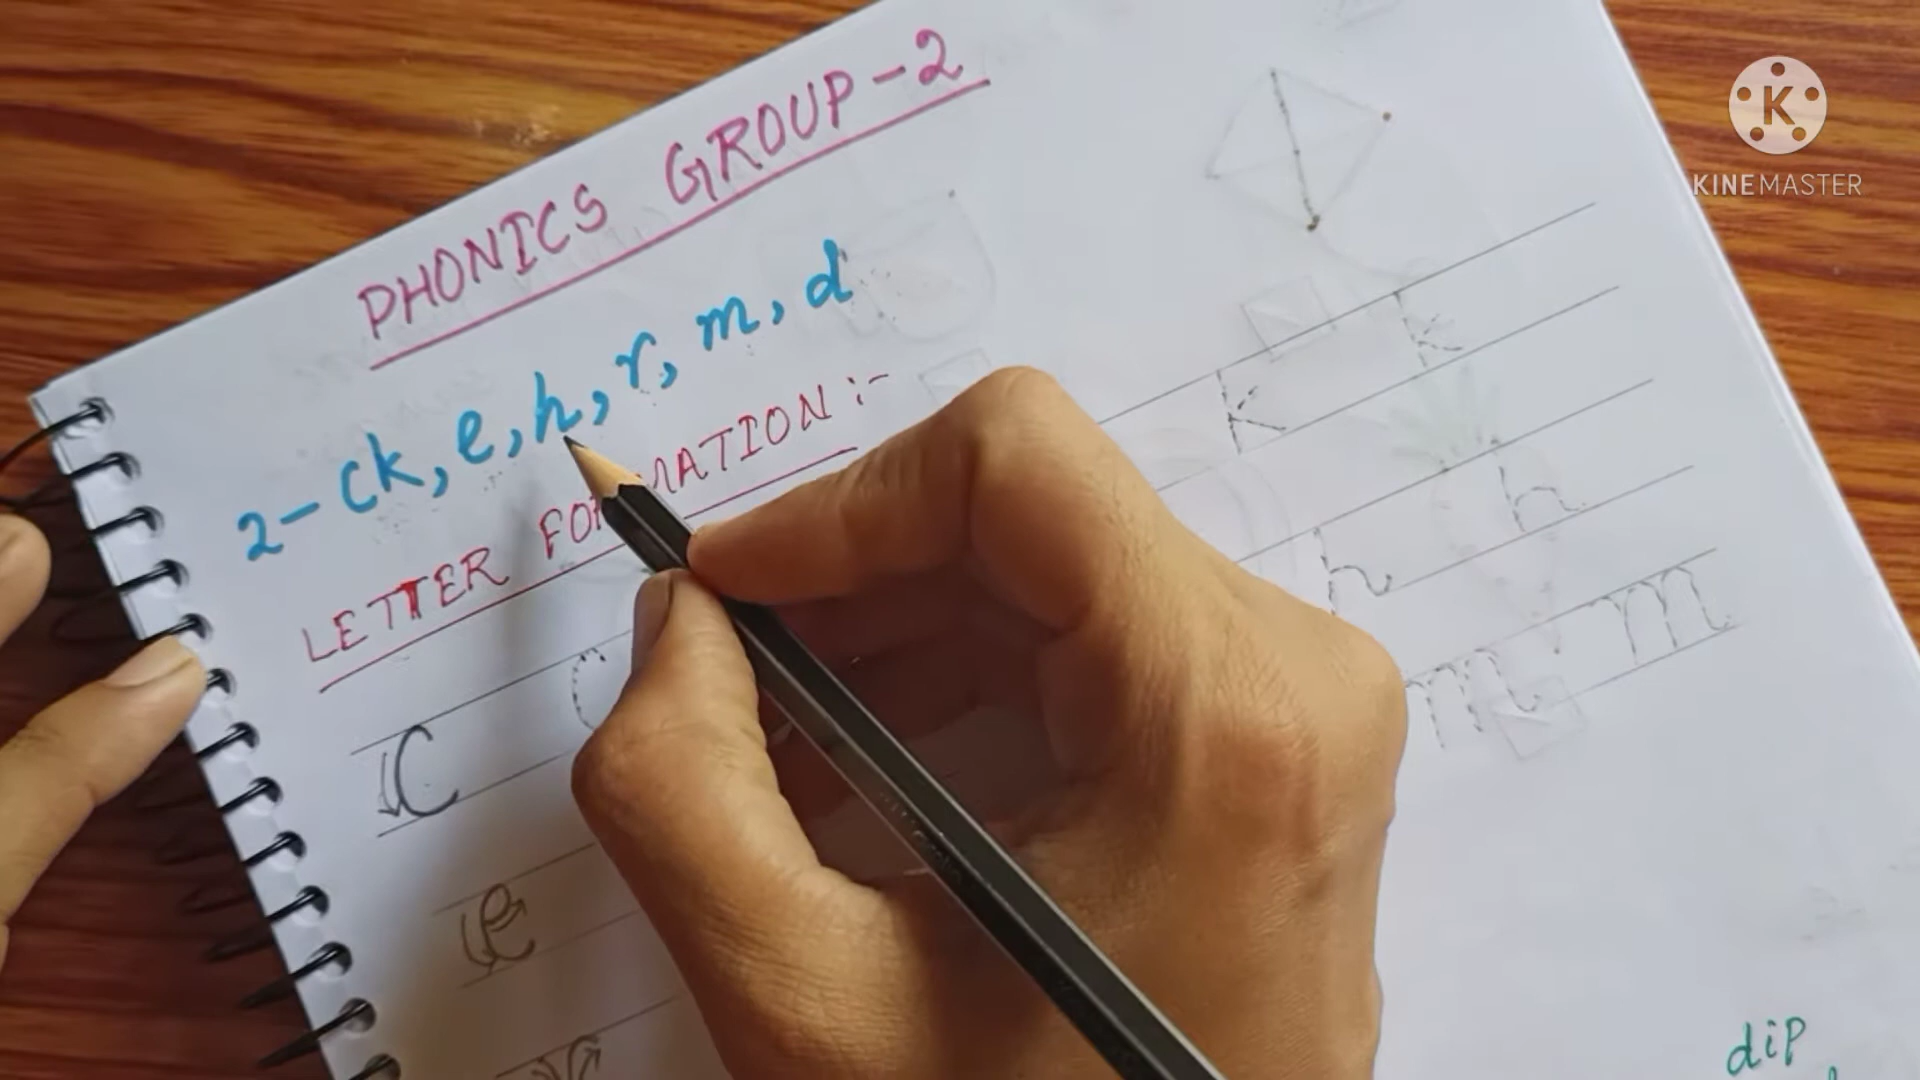 PHONICS GROUP-2
2- ck, e, h, r, m, d
LETTER FORMATION :-
C
k k
e
h h
r
m m
dip
K
KINEMASTER